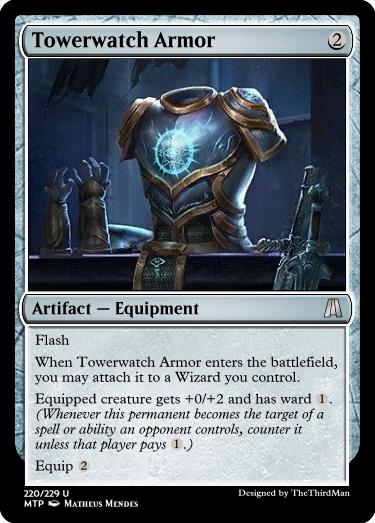 Towerwatch Armor 2
Artifact — Equipment
Flash
When Towerwatch Armor enters the battlefield,
you may attach it to a Wizard you control.
Equipped creature gets +0/+2 and has ward 1.
(Whenever this permanent becomes the target of
a spell or ability an opponent controls, counter it
unless that player pays 1.)
Equip 2
220/229 U
MTP Matheus Mendes
Designed by TheThirdMan